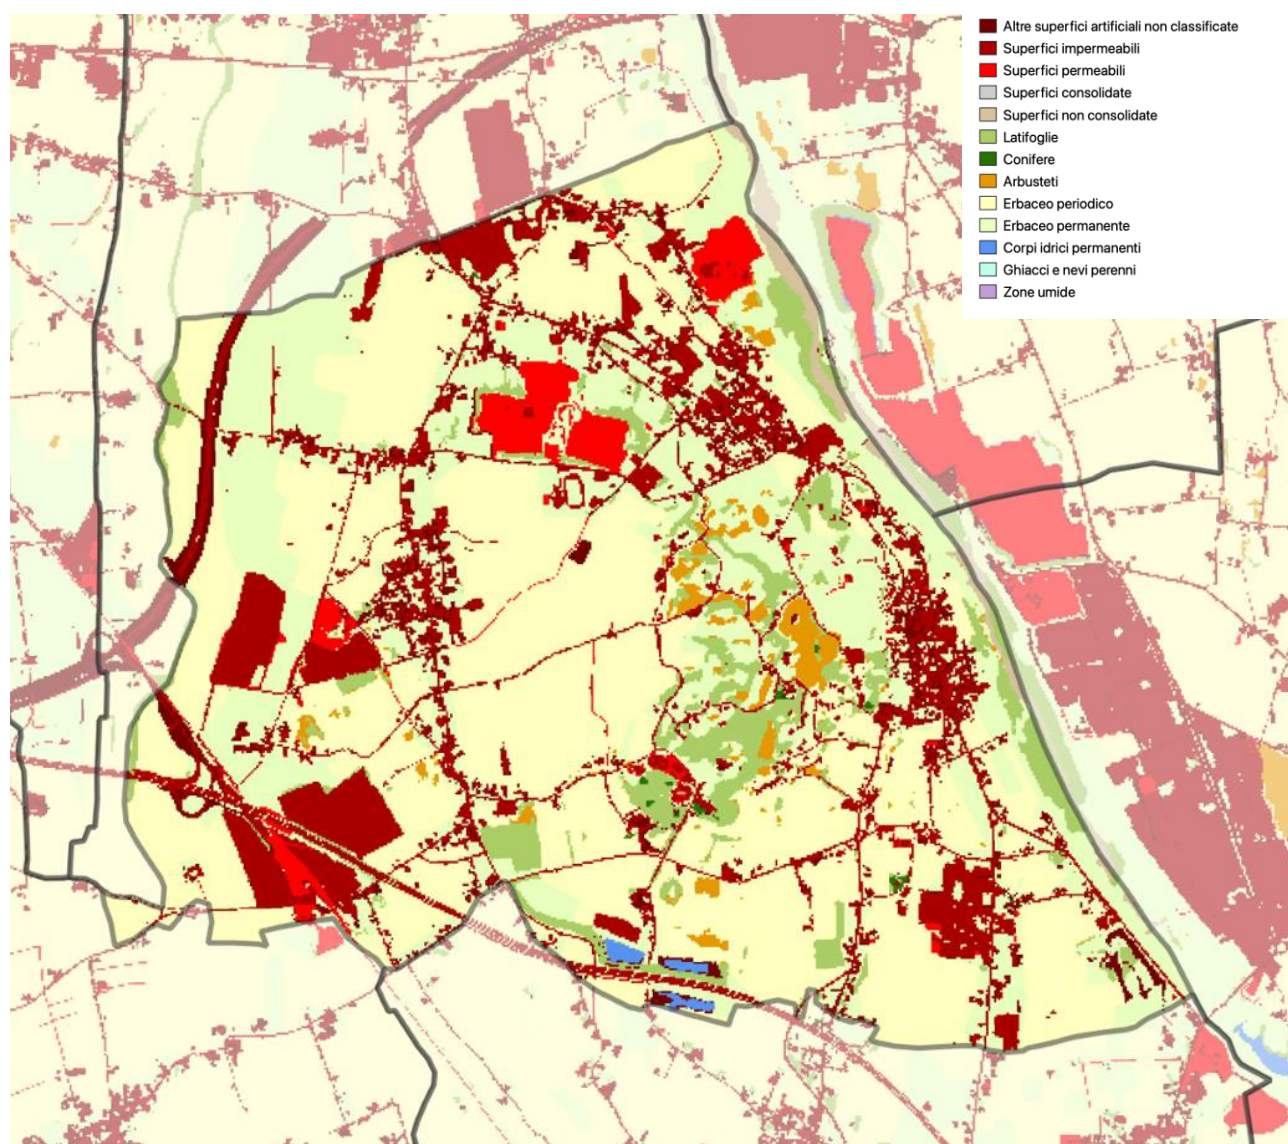 Altre superfici artificiali non classificate
Superfici impermeabili
Superfici permeabili
Superfici consolidate
Superfici non consolidate
Latifoglie
Conifere
Arbusteti
Erbaceo periodico
Erbaceo permanente
Corpi idrici permanenti
Ghiacci e nevi perenni
Zone umide